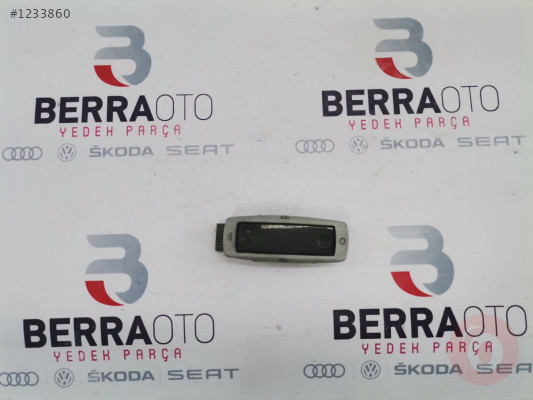 #1233860
BERRAOTO
YEDEK PARÇA
ŠKODA SEAT
BERRAOTO
YEDEK PARÇA
ŠKODA SEAT
BERRAOTO
YEDEK PARÇA
ŠKODA SEAT
BERRAOTO
YEDEK PARÇA
ŠKODA SEAT